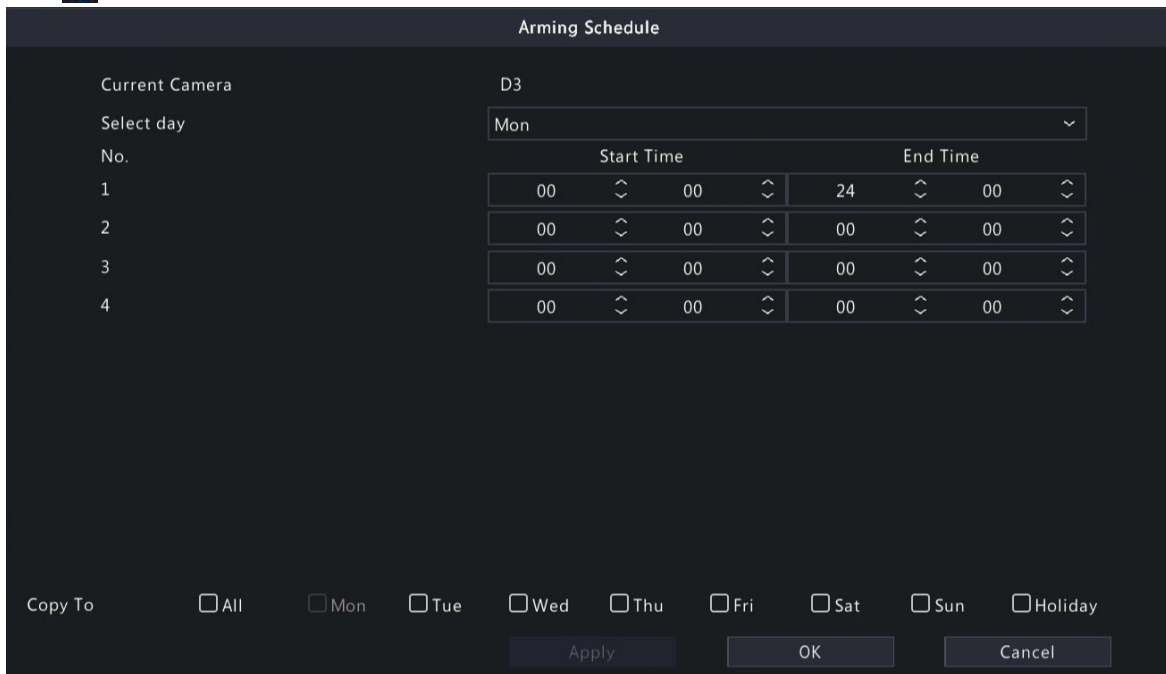 Arming Schedule
Current Camera D3
Select day Mon
No. Start Time End Time
1 00 00 24 00
2 00 00 00 00
3 00 00 00 00
4 00 00 00 00
Copy To All Mon Tue Wed Thu Fri Sat Sun Holiday
Apply OK Cancel